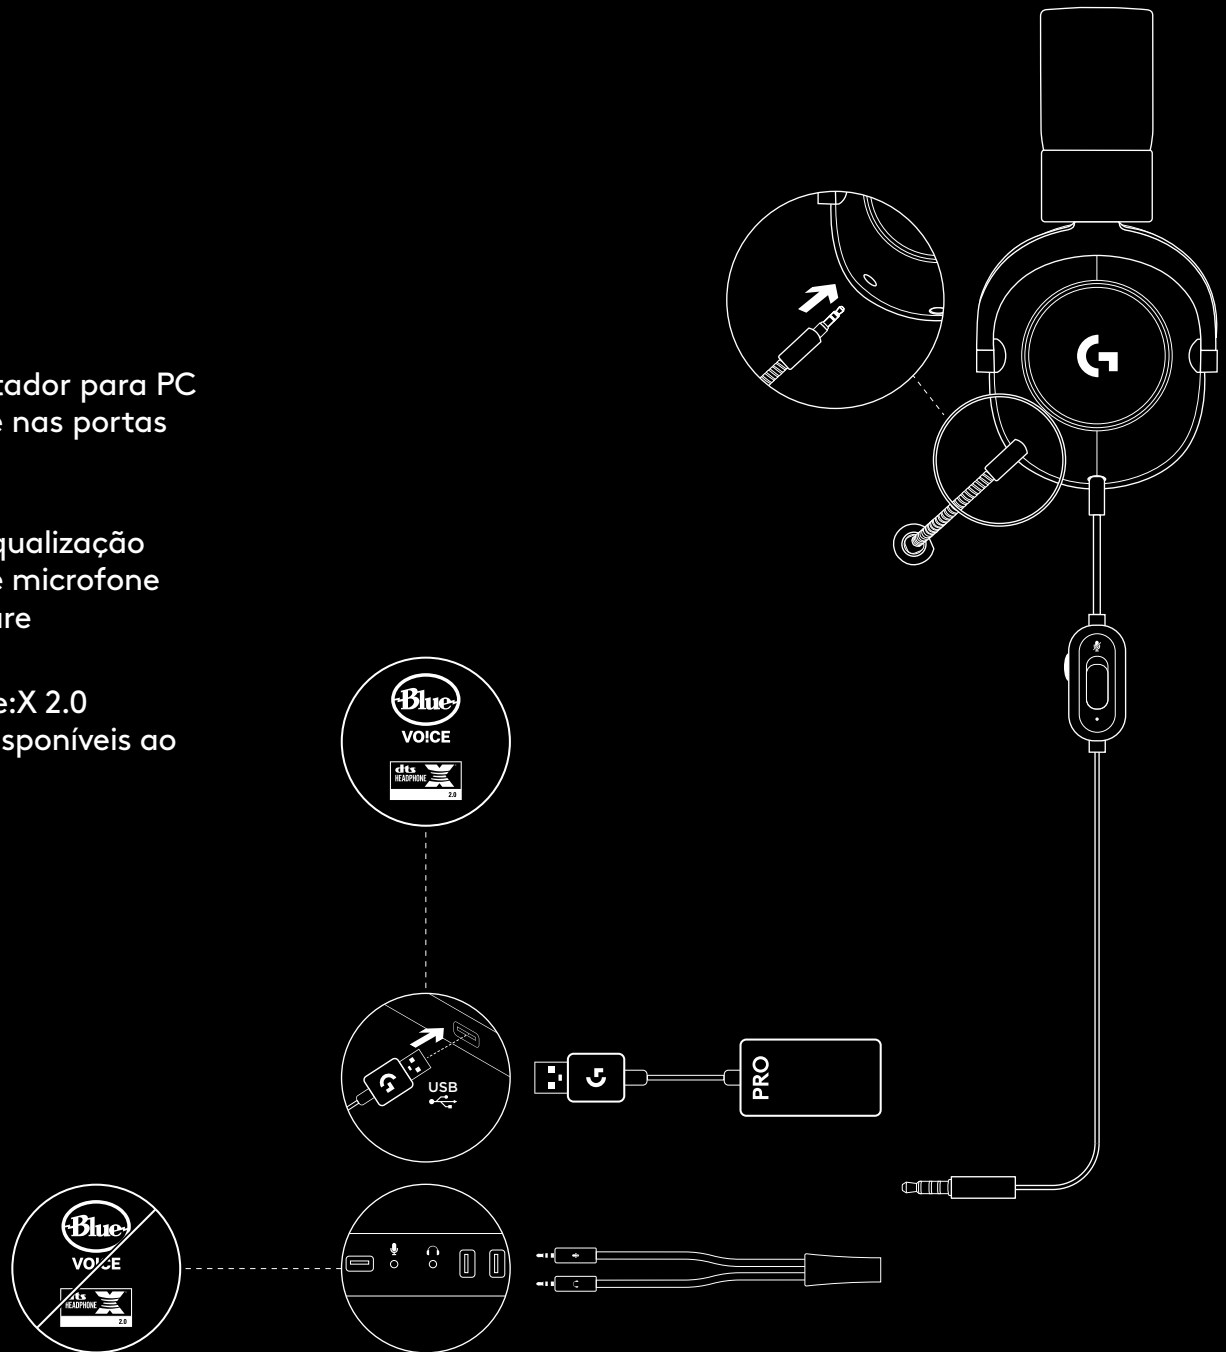 tador para PC
e nas portas
qualização
e microfone
are
e:X 2.0
sponíveis ao
Blue
VO!CE
dts
HEADPHONE
2.0
USB
PRO
Blue
VO!CE
dts
HEADPHONE
2.0